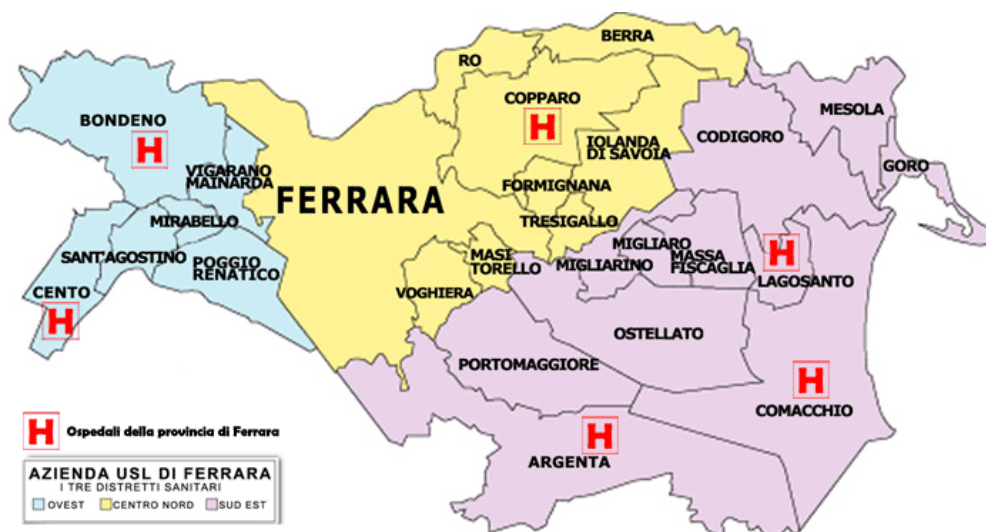 BERRA
RO
COPPARO
H
MESOLA
BONDENO
H
CODIGORO
IOLANDA
DI SAVOIA
GORO
VIGARANO
MAINARDA
FORMIGNANA
FERRARA
MIRABELLO
TRESIGALLO
SANT'AGOSTINO
POGGIO
RENATICO
MASI
TORELLO
MIGLIARO
MIGLIARINO
MASSA
FISCAGLIA
H
LAGOSANTO
CENTO
H
VOGHIERA
OSTELLATO
PORTOMAGGIORE
H
COMACCHIO
H
ARGENTA
H Ospedali della provincia di Ferrara
AZIENDA USL DI FERRARA
I TRE DISTRETTI SANITARI
OVEST CENTRO NORD SUD EST